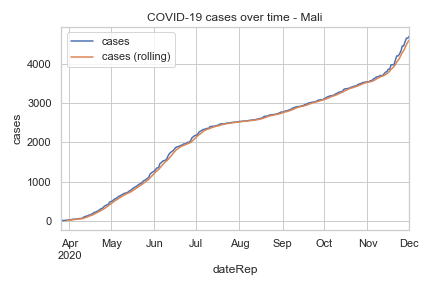 COVID-19 cases over time - Mali
cases
cases (rolling)
4000
3000
2000
1000
0
cases
Apr May Jun Jul Aug Sep Oct Nov Dec
2020
dateRep